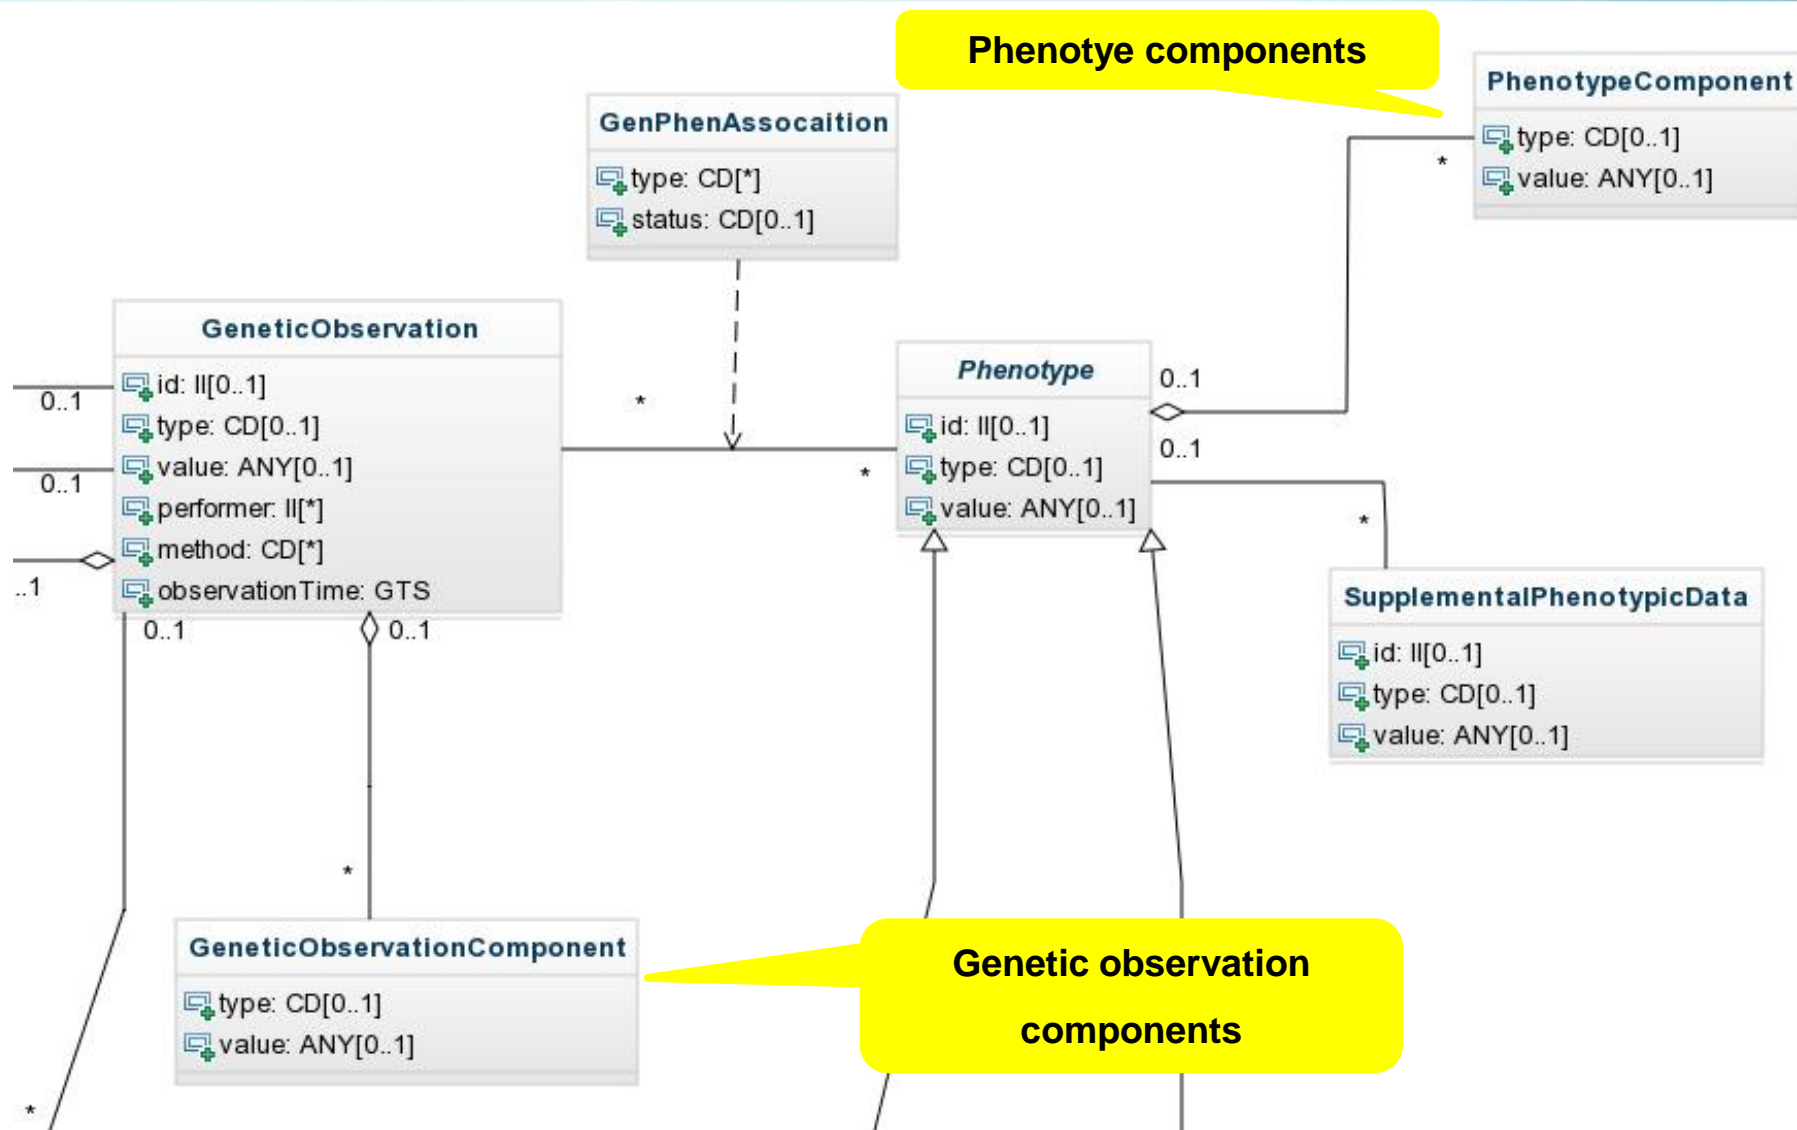 Phenotye components
PhenotypeComponent
type: CD[0..1]
value: ANY[0..1]
*
GenPhenAssocaition
type: CD[*]
status: CD[0..1]
GeneticObservation
id: II[0..1]
type: CD[0..1]
value: ANY[0..1]
performer: II[*]
method: CD[*]
observationTime: GTS
0..1
0..1
..1
0..1
0..1
*
*
Phenotype
id: II[0..1]
type: CD[0..1]
value: ANY[0..1]
0..1
0..1
*
SupplementalPhenotypicData
id: II[0..1]
type: CD[0..1]
value: ANY[0..1]
*
GeneticObservationComponent
type: CD[0..1]
value: ANY[0..1]
Genetic observation
components
*